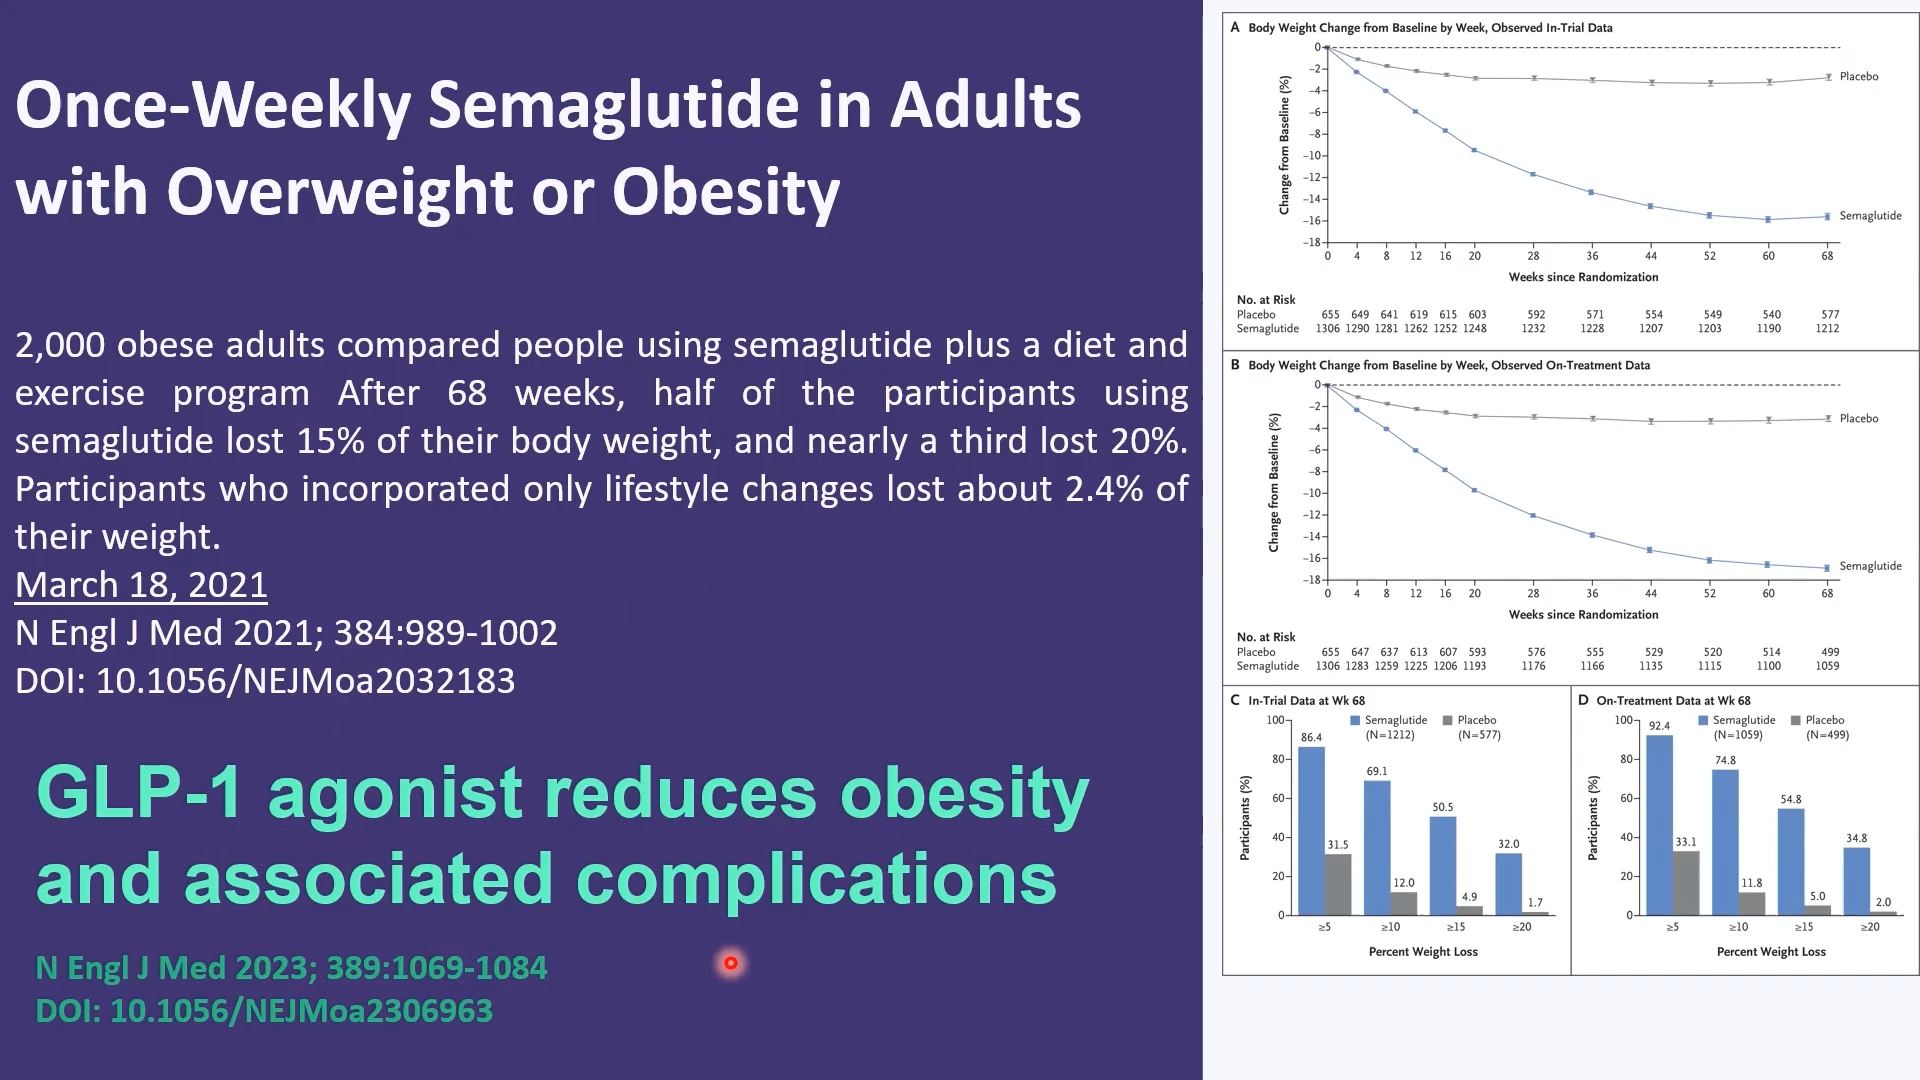 Once-Weekly Semaglutide in Adults
with Overweight or Obesity
2,000 obese adults compared people using semaglutide plus a diet and
exercise program After 68 weeks, half of the participants using
semaglutide lost 15% of their body weight, and nearly a third lost 20%.
Participants who incorporated only lifestyle changes lost about 2.4% of
their weight.
March 18, 2021
N Engl J Med 2021; 384:989-1002
DOI: 10.1056/NEJMoa2032183
GLP-1 agonist reduces obesity
and associated complications
N Engl J Med 2023; 389:1069-1084
DOI: 10.1056/NEJMoa2306963
A Body Weight Change from Baseline by Week, Observed In-Trial Data
Change from Baseline (%)
0
−2
−4
−6
−8
−10
−12
−14
−16
−18
Placebo
Semaglutide
0 4 8 12 16 20 28 36 44 52 60 68
Weeks since Randomization
No. at Risk
Placebo 655 649 641 619 615 603 592 571 554 549 540 577
Semaglutide 1306 1290 1281 1262 1252 1248 1232 1228 1207 1203 1190 1212
B Body Weight Change from Baseline by Week, Observed On-Treatment Data
Change from Baseline (%)
0
−2
−4
−6
−8
−10
−12
−14
−16
−18
Placebo
Semaglutide
0 4 8 12 16 20 28 36 44 52 60 68
Weeks since Randomization
No. at Risk
Placebo 655 647 637 613 607 593 576 555 529 520 514 499
Semaglutide 1306 1283 1259 1225 1206 1193 1176 1166 1135 1115 1100 1059
C In-Trial Data at Wk 68
Semaglutide Placebo
(N=1212) (N=577)
Participants (%)
100
80
60
40
20
0
86.4
31.5
69.1
12.0
50.5
4.9
32.0
1.7
≥5 ≥10 ≥15 ≥20
Percent Weight Loss
D On-Treatment Data at Wk 68
Semaglutide Placebo
(N=1059) (N=499)
Participants (%)
100
80
60
40
20
0
92.4
33.1
74.8
11.8
54.8
5.0
34.8
2.0
≥5 ≥10 ≥15 ≥20
Percent Weight Loss